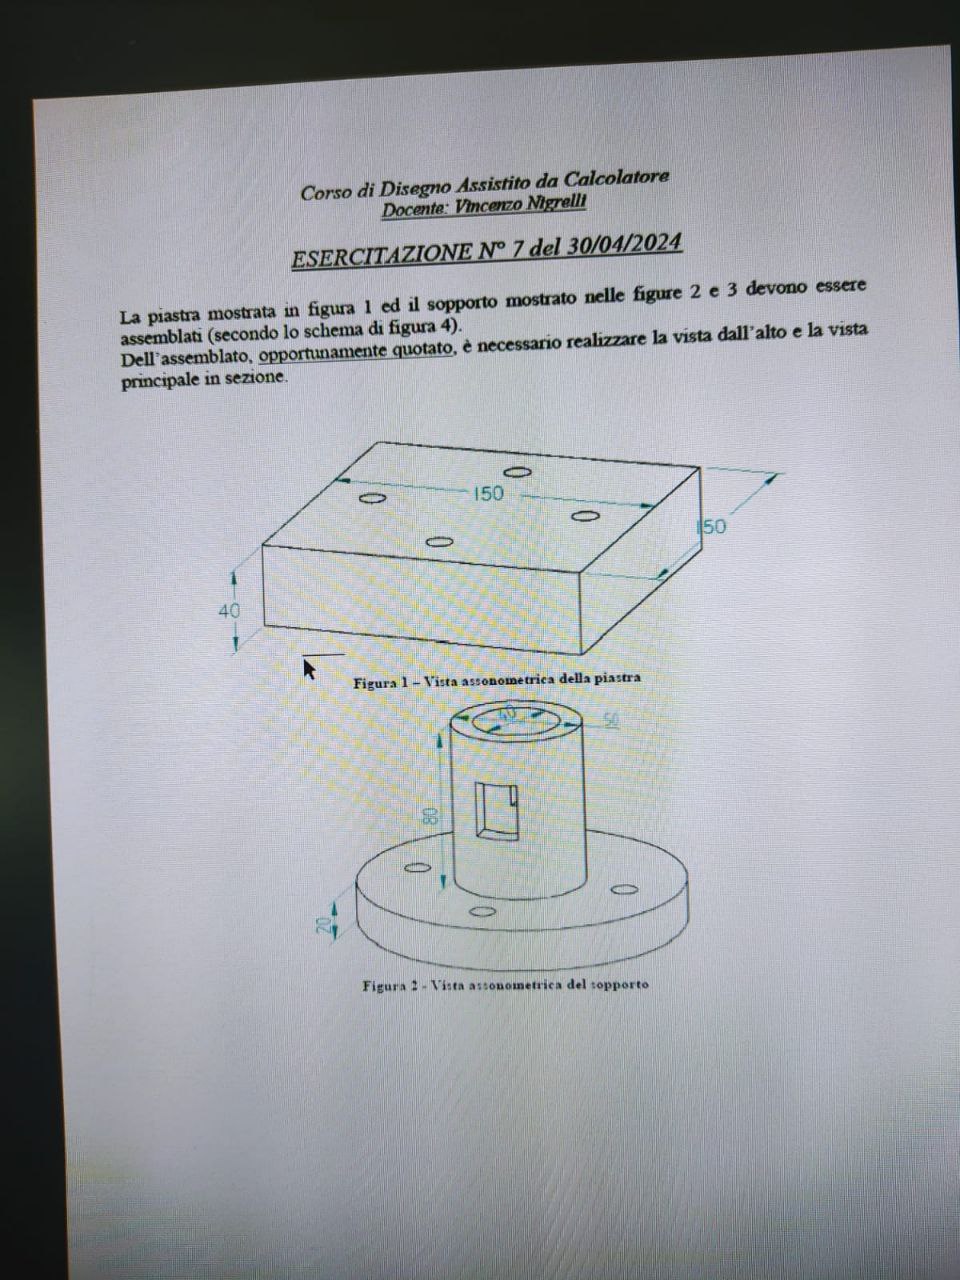 Corso di Disegno Assistito da Calcolatore
Docente: Vincenzo Nigrelli
ESERCITAZIONE N° 7 del 30/04/2024
La piastra mostrata in figura 1 ed il sopporto mostrato nelle figure 2 e 3 devono essere
assemblati (secondo lo schema di figura 4).
Dell'assemblato, opportunamente quotato, è necessario realizzare la vista dall'alto e la vista
principale in sezione.
150
150
40
Figura 1 – Vista assonometrica della piastra
40
50
80
20
Figura 2 - Vista assonometrica del sopporto